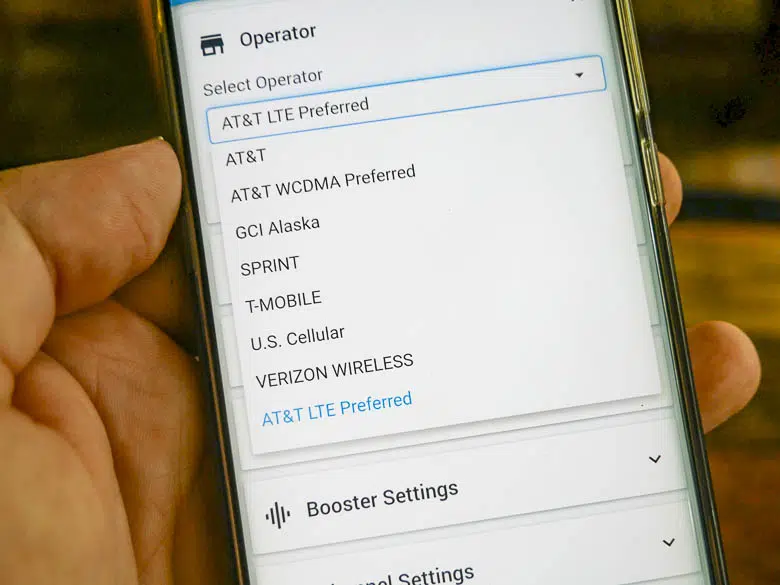 Operator
Select Operator
AT&T LTE Preferred
AT&T
AT&T WCDMA Preferred
GCI Alaska
SPRINT
T-MOBILE
U.S. Cellular
VERIZON WIRELESS
AT&T LTE Preferred
Booster Settings
Settings